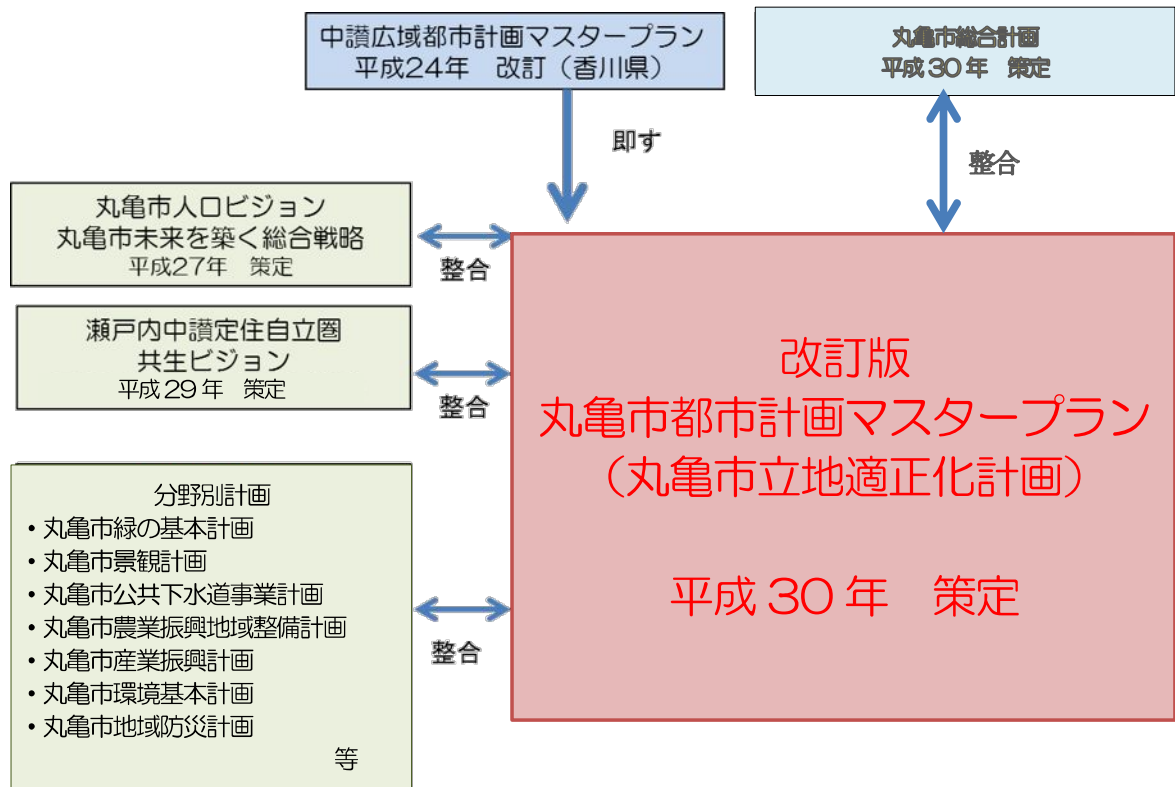 中讃広域都市計画マスタープラン
平成24年　改訂（香川県）
丸亀市総合計画
平成30年　策定
即す
整合
丸亀市人口ビジョン
丸亀市未来を築く総合戦略
平成27年　策定
整合
瀬戸内中讃定住自立圏
共生ビジョン
平成29年　策定
整合
分野別計画
・丸亀市緑の基本計画
・丸亀市景観計画
・丸亀市公共下水道事業計画
・丸亀市農業振興地域整備計画
・丸亀市産業振興計画
・丸亀市環境基本計画
・丸亀市地域防災計画
等
整合
改訂版
丸亀市都市計画マスタープラン
（丸亀市立地適正化計画）
平成30年　策定